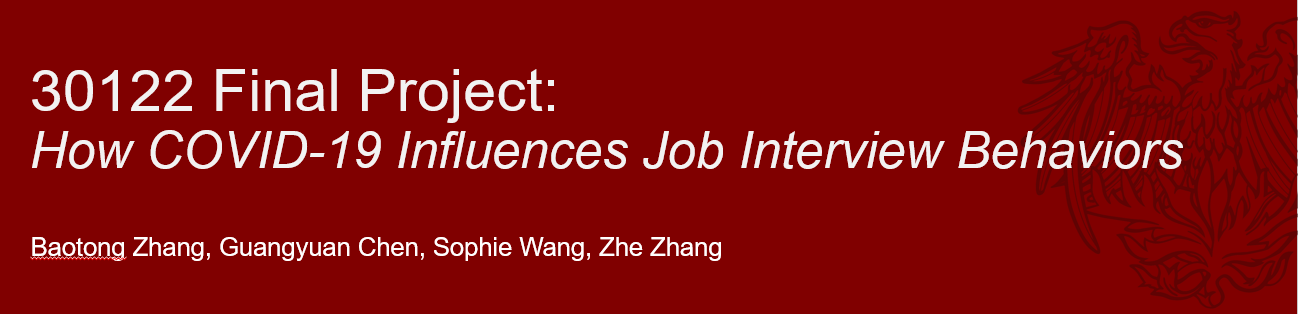 30122 Final Project:
How COVID-19 Influences Job Interview Behaviors
Baotong Zhang, Guangyuan Chen, Sophie Wang, Zhe Zhang